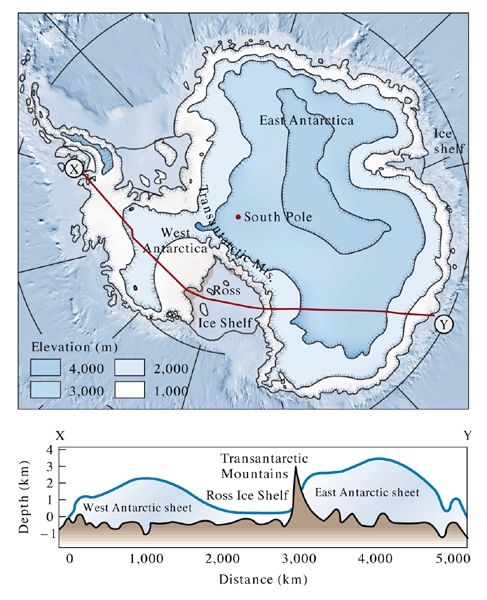 East Antarctica
Ice
shelf
X
Transantarctic Mts.
South Pole
West
Antarctica
Ross
Ice Shelf
Y
Elevation (m)
4,000
2,000
3,000
1,000
X
Y
4
3
2
1
0
−1
Depth (km)
Transantarctic
Mountains
Ross Ice Shelf
East Antarctic sheet
West Antarctic sheet
0
1,000
2,000
3,000
4,000
5,000
Distance (km)